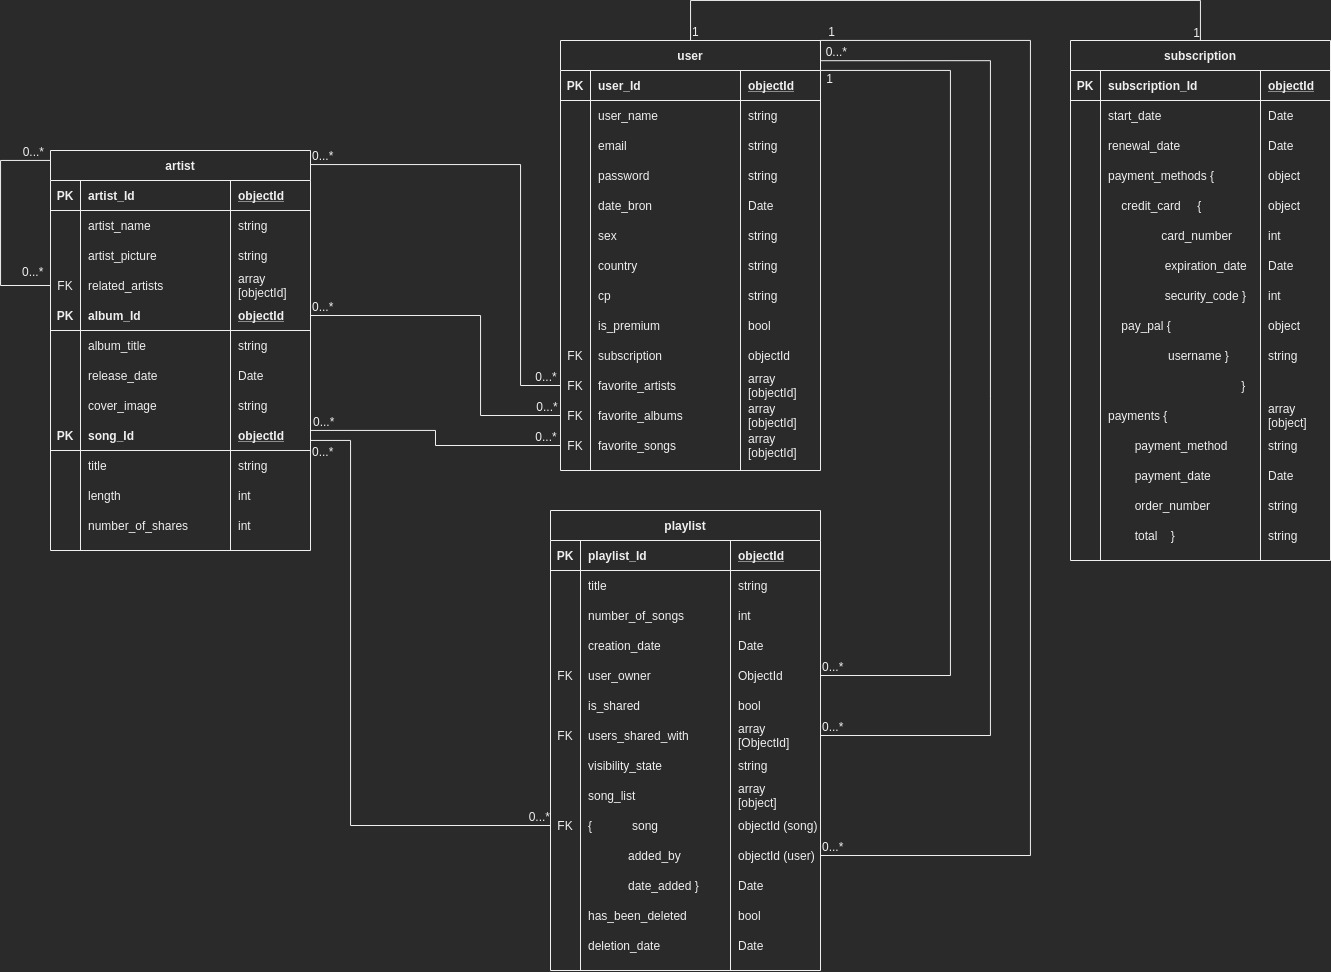 artist
PK artist_Id objectId
artist_name string
artist_picture string
FK related_artists array
[objectId]
PK album_Id objectId
album_title string
release_date Date
cover_image string
PK song_Id objectId
title string
length int
number_of_shares int
0...*
0...*
0...*
0...*
0...*
0...*
1
1
0...*
1
user
PK user_Id objectId
user_name string
email string
password string
date_bron Date
sex string
country string
cp string
is_premium bool
FK subscription objectId
FK favorite_artists array
[objectId]
FK favorite_albums array
[objectId]
FK favorite_songs array
[objectId]
0...*
0...*
0...*
playlist
PK playlist_Id objectId
title string
number_of_songs int
creation_date Date
FK user_owner ObjectId
is_shared bool
FK users_shared_with array
[ObjectId]
visibility_state string
song_list array
[object]
FK { song objectId (song)
added_by objectId (user)
date_added } Date
has_been_deleted bool
deletion_date Date
0...*
0...*
0...*
0...*
1
subscription
PK subscription_Id objectId
start_date Date
renewal_date Date
payment_methods { object
credit_card { object
card_number int
expiration_date Date
security_code } int
pay_pal { object
username } string
}
payments { array
[object]
payment_method string
payment_date Date
order_number string
total } string